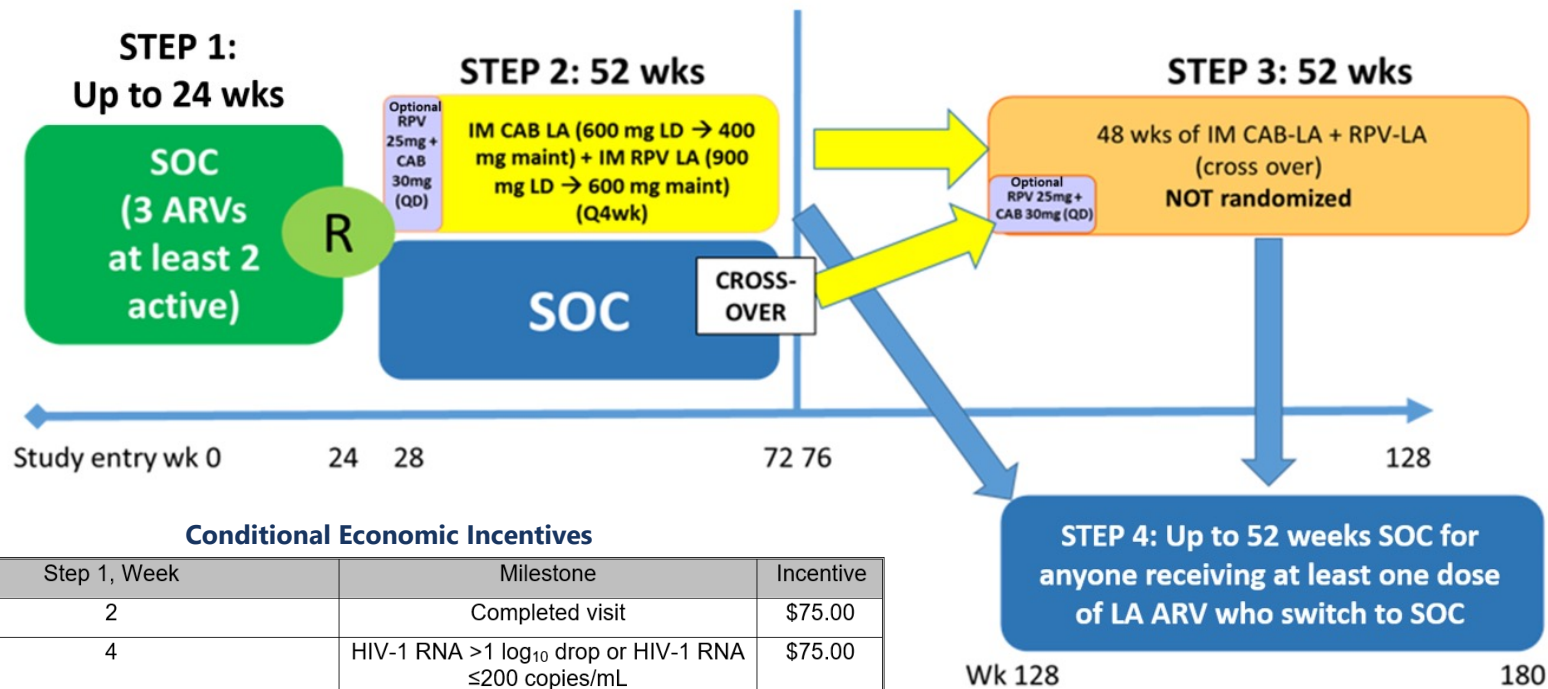 STEP 1:
Up to 24 wks
SOC
(3 ARVs
at least 2
active)
R
STEP 2: 52 wks
Optional
RPV
25mg +
CAB
30mg
(QD)
IM CAB LA (600 mg LD → 400
mg maint) + IM RPV LA (900
mg LD → 600 mg maint)
(Q4wk)
SOC
CROSS-
OVER
STEP 3: 52 wks
48 wks of IM CAB-LA + RPV-LA
(cross over)
NOT randomized
Optional
RPV 25mg+
CAB 30mg (QD)
Study entry wk 0
24
28
72 76
128
STEP 4: Up to 52 weeks SOC for
anyone receiving at least one dose
of LA ARV who switch to SOC
Wk 128
180
Conditional Economic Incentives
Step 1, Week Milestone Incentive
2 Completed visit $75.00
4 HIV-1 RNA >1 log₁₀ drop or HIV-1 RNA $75.00
≤200 copies/mL